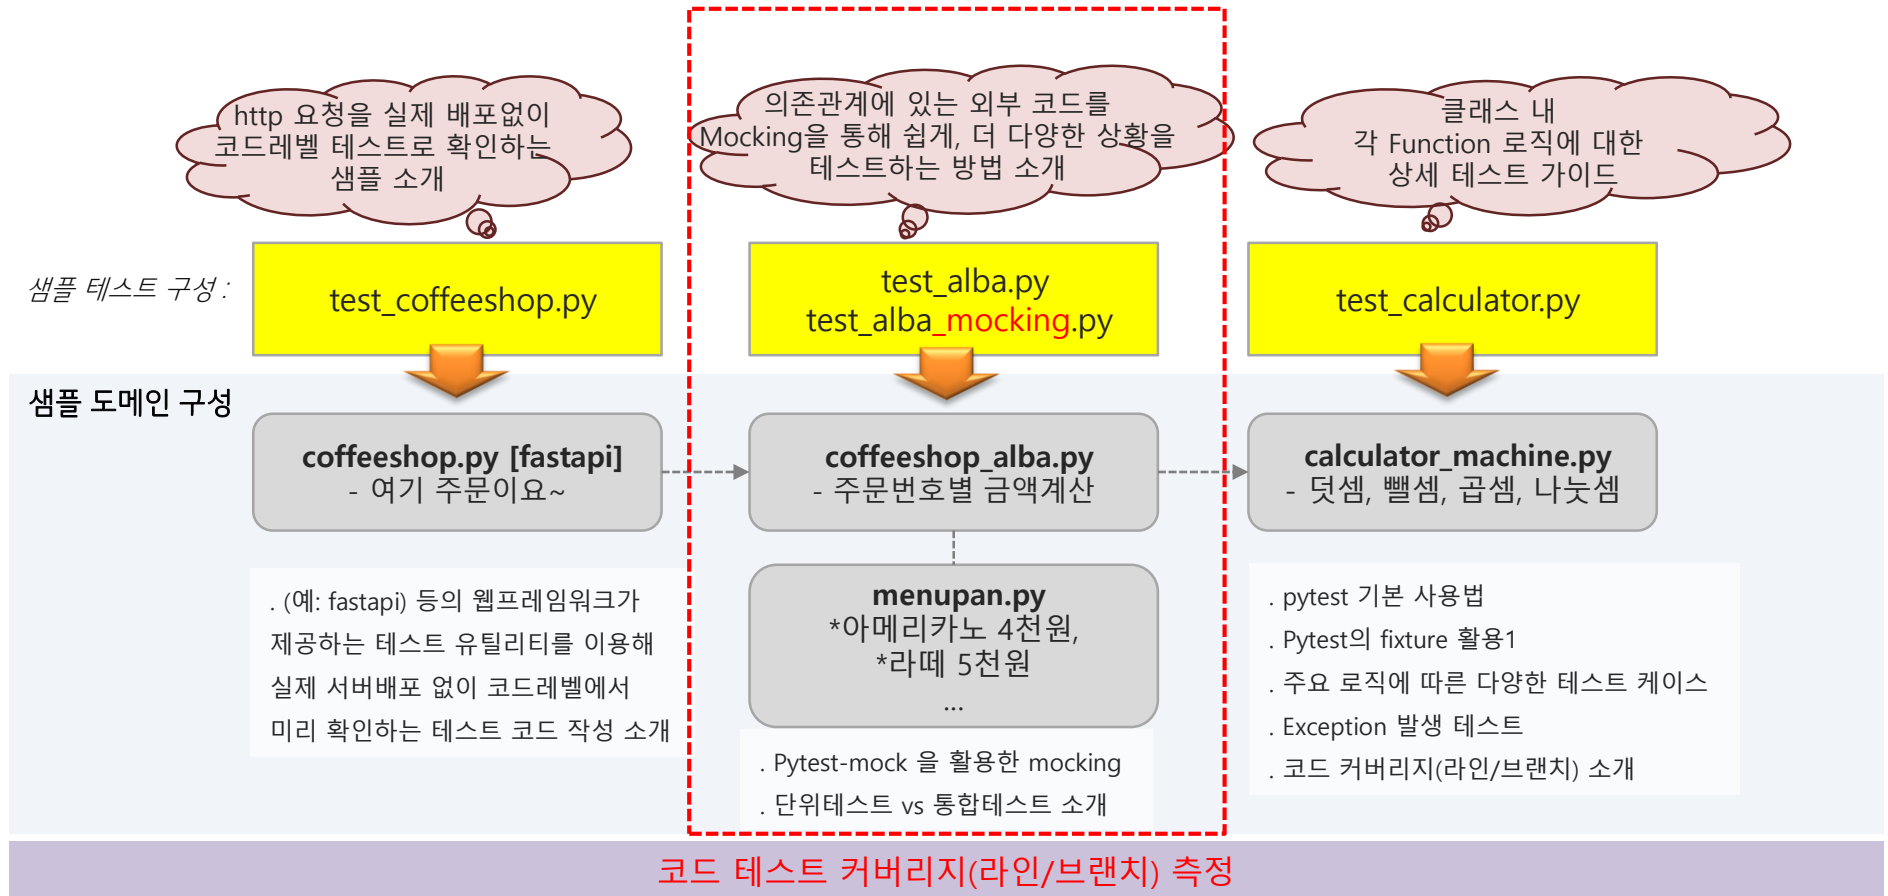 http 요청을 실제 배포없이
코드레벨 테스트로 확인하는
샘플 소개
의존관계에 있는 외부 코드를
Mocking을 통해 쉽게, 더 다양한 상황을
테스트하는 방법 소개
클래스 내
각 Function 로직에 대한
상세 테스트 가이드
샘플 테스트 구성 :
test_coffeeshop.py
test_alba.py
test_alba_mocking.py
test_calculator.py
샘플 도메인 구성
coffeeshop.py [fastapi]
- 여기 주문이요~
coffeeshop_alba.py
- 주문번호별 금액계산
calculator_machine.py
- 덧셈, 뺄셈, 곱셈, 나눗셈
. (예: fastapi) 등의 웹프레임워크가
제공하는 테스트 유틸리티를 이용해
실제 서버배포 없이 코드레벨에서
미리 확인하는 테스트 코드 작성 소개
menupan.py
*아메리카노 4천원,
*라떼 5천원
...
. Pytest-mock 을 활용한 mocking
. 단위테스트 vs 통합테스트 소개
. pytest 기본 사용법
. Pytest의 fixture 활용1
. 주요 로직에 따른 다양한 테스트 케이스
. Exception 발생 테스트
. 코드 커버리지(라인/브랜치) 소개
코드 테스트 커버리지(라인/브랜치) 측정